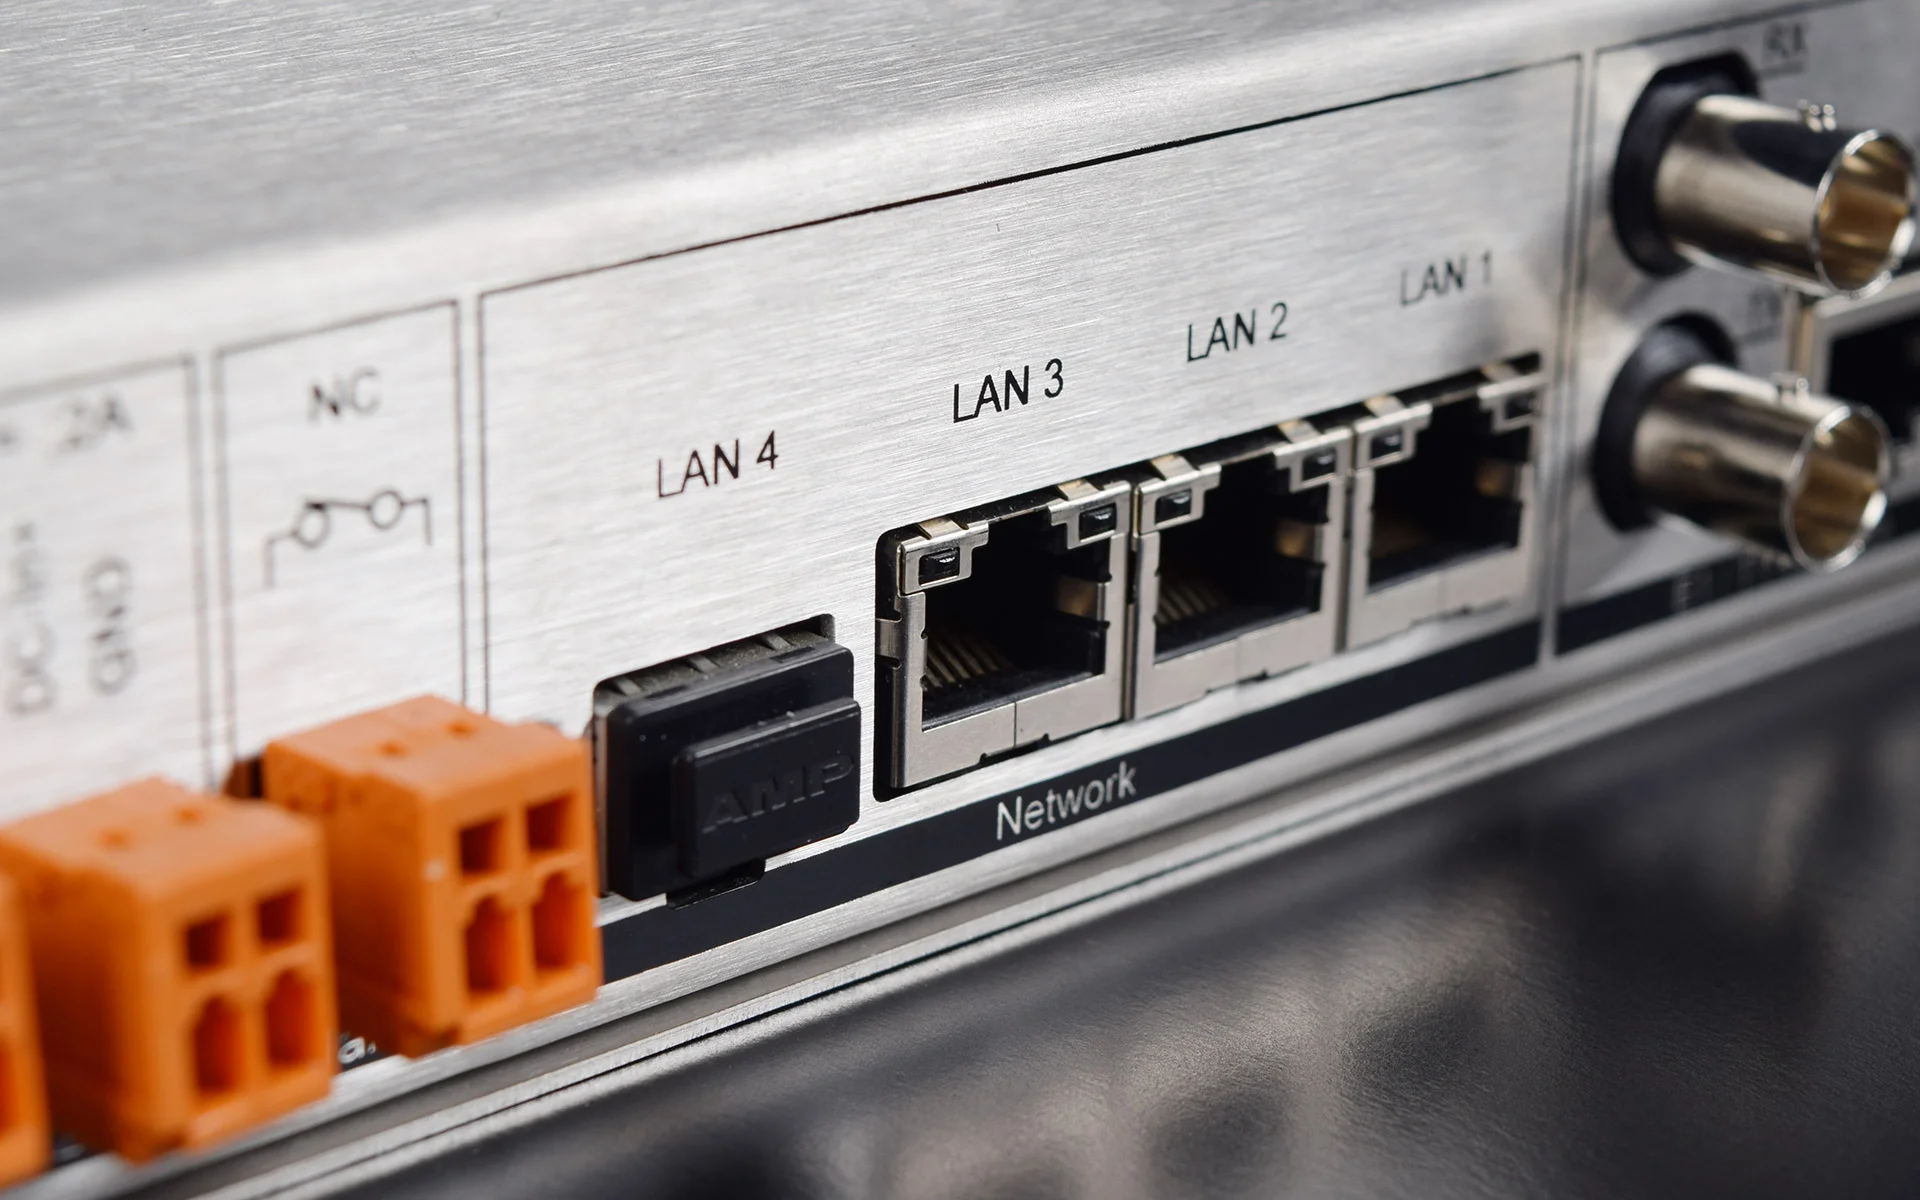 2A
NC
LAN 4
LAN 3
LAN 2
LAN 1
GND
AMP
Network